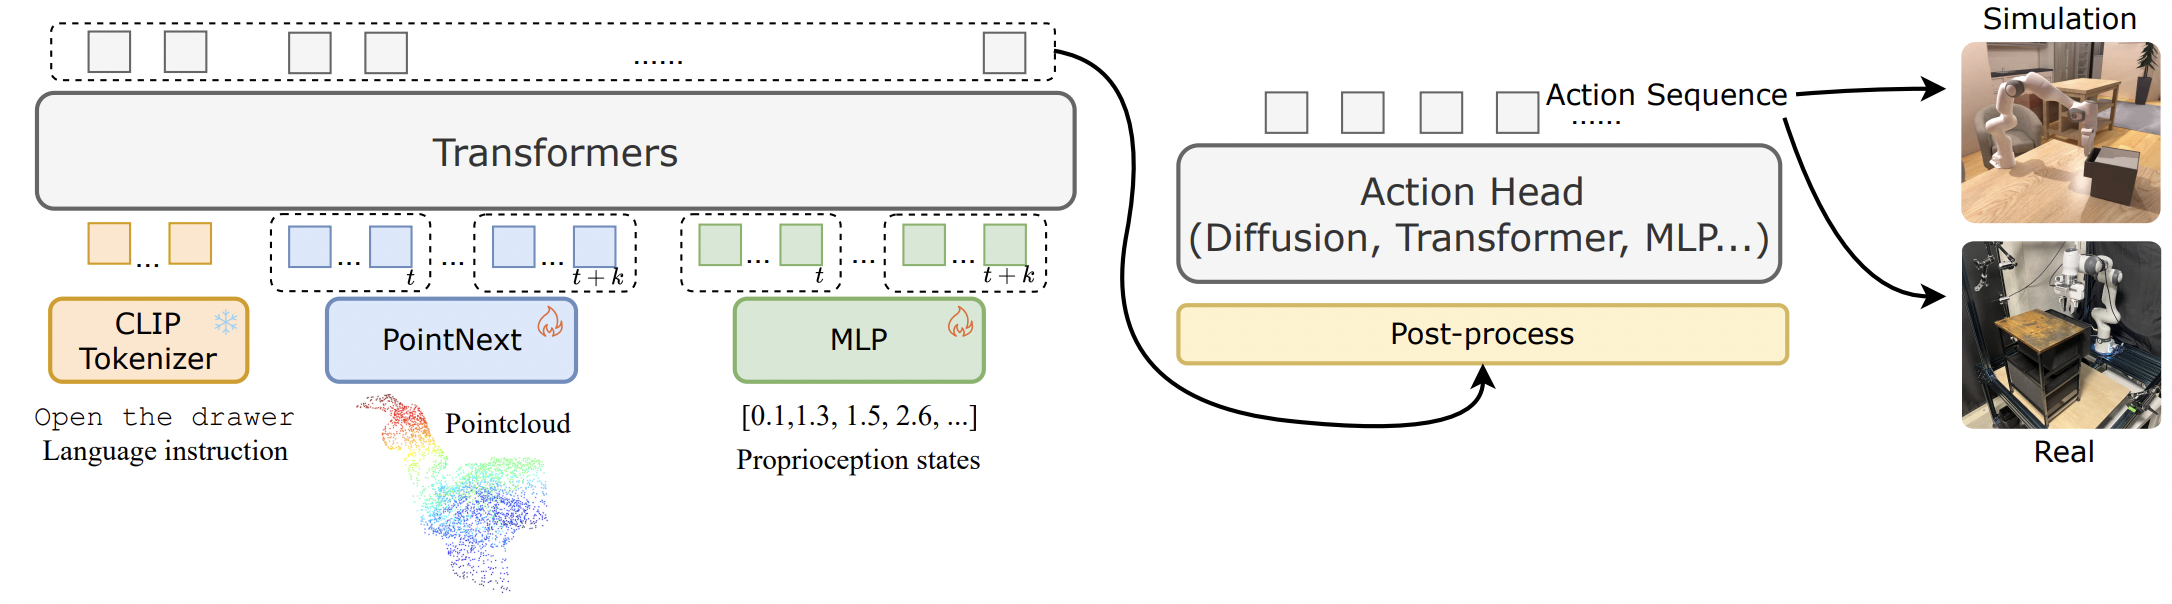 ......
Transformers
... t ... ... t + k ... t ... ... t + k
...
CLIP
Tokenizer
PointNext
MLP
Open the drawer
Language instruction
Pointcloud
[0.1,1.3, 1.5, 2.6, ...]
Proprioception states
Action Sequence
......
Action Head
(Diffusion, Transformer, MLP...)
Post-process
Simulation
Real